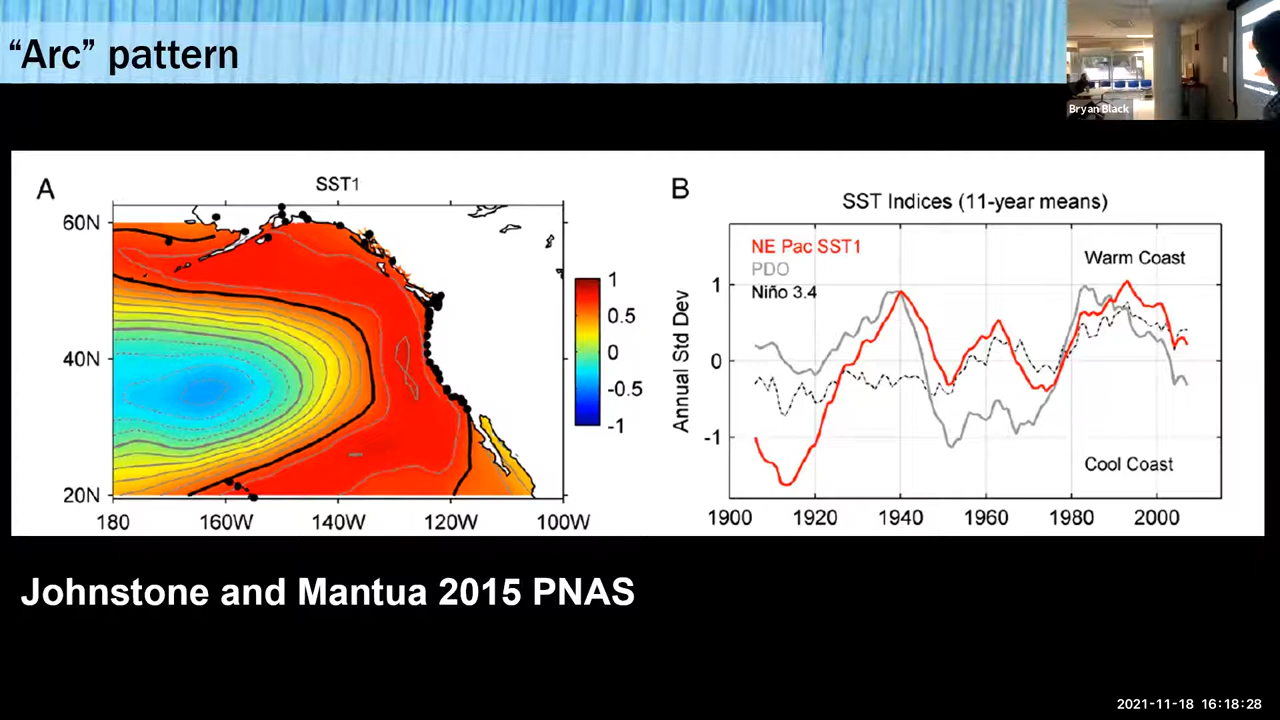 “Arc” pattern
Bryan Black
A
SST1
60N
40N
20N
180
160W
140W
120W
100W
1
0.5
0
-0.5
-1
B
SST Indices (11-year means)
NE Pac SST1
PDO
Niño 3.4
Warm Coast
Cool Coast
Annual Std Dev
1
0
-1
1900
1920
1940
1960
1980
2000
Johnstone and Mantua 2015 PNAS
2021-11-18 16:18:28